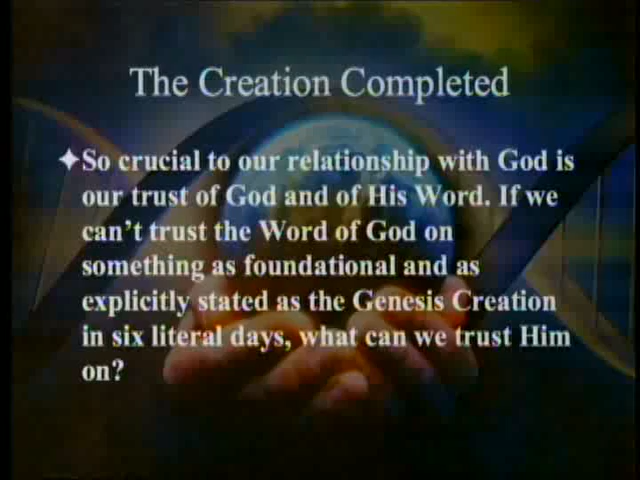 The Creation Completed
So crucial to our relationship with God is
our trust of God and of His Word. If we
can't trust the Word of God on
something as foundational and as
explicitly stated as the Genesis Creation
in six literal days, what can we trust Him
on?